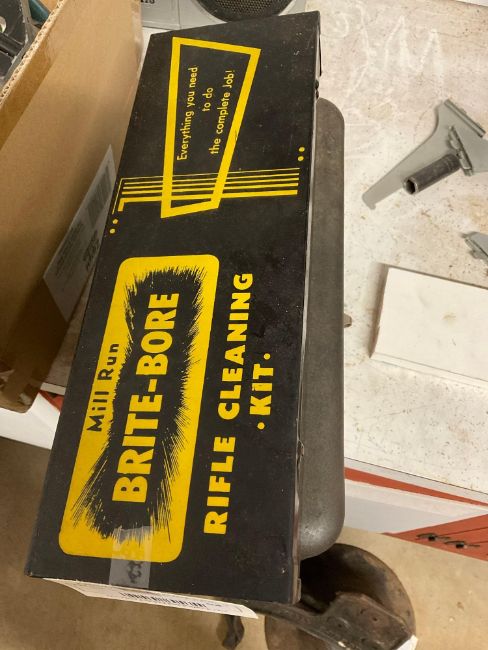 Mill Run
BRITE-BORE
RIFLE CLEANING
• KIT •
Everything you need
to do
the complete Job!